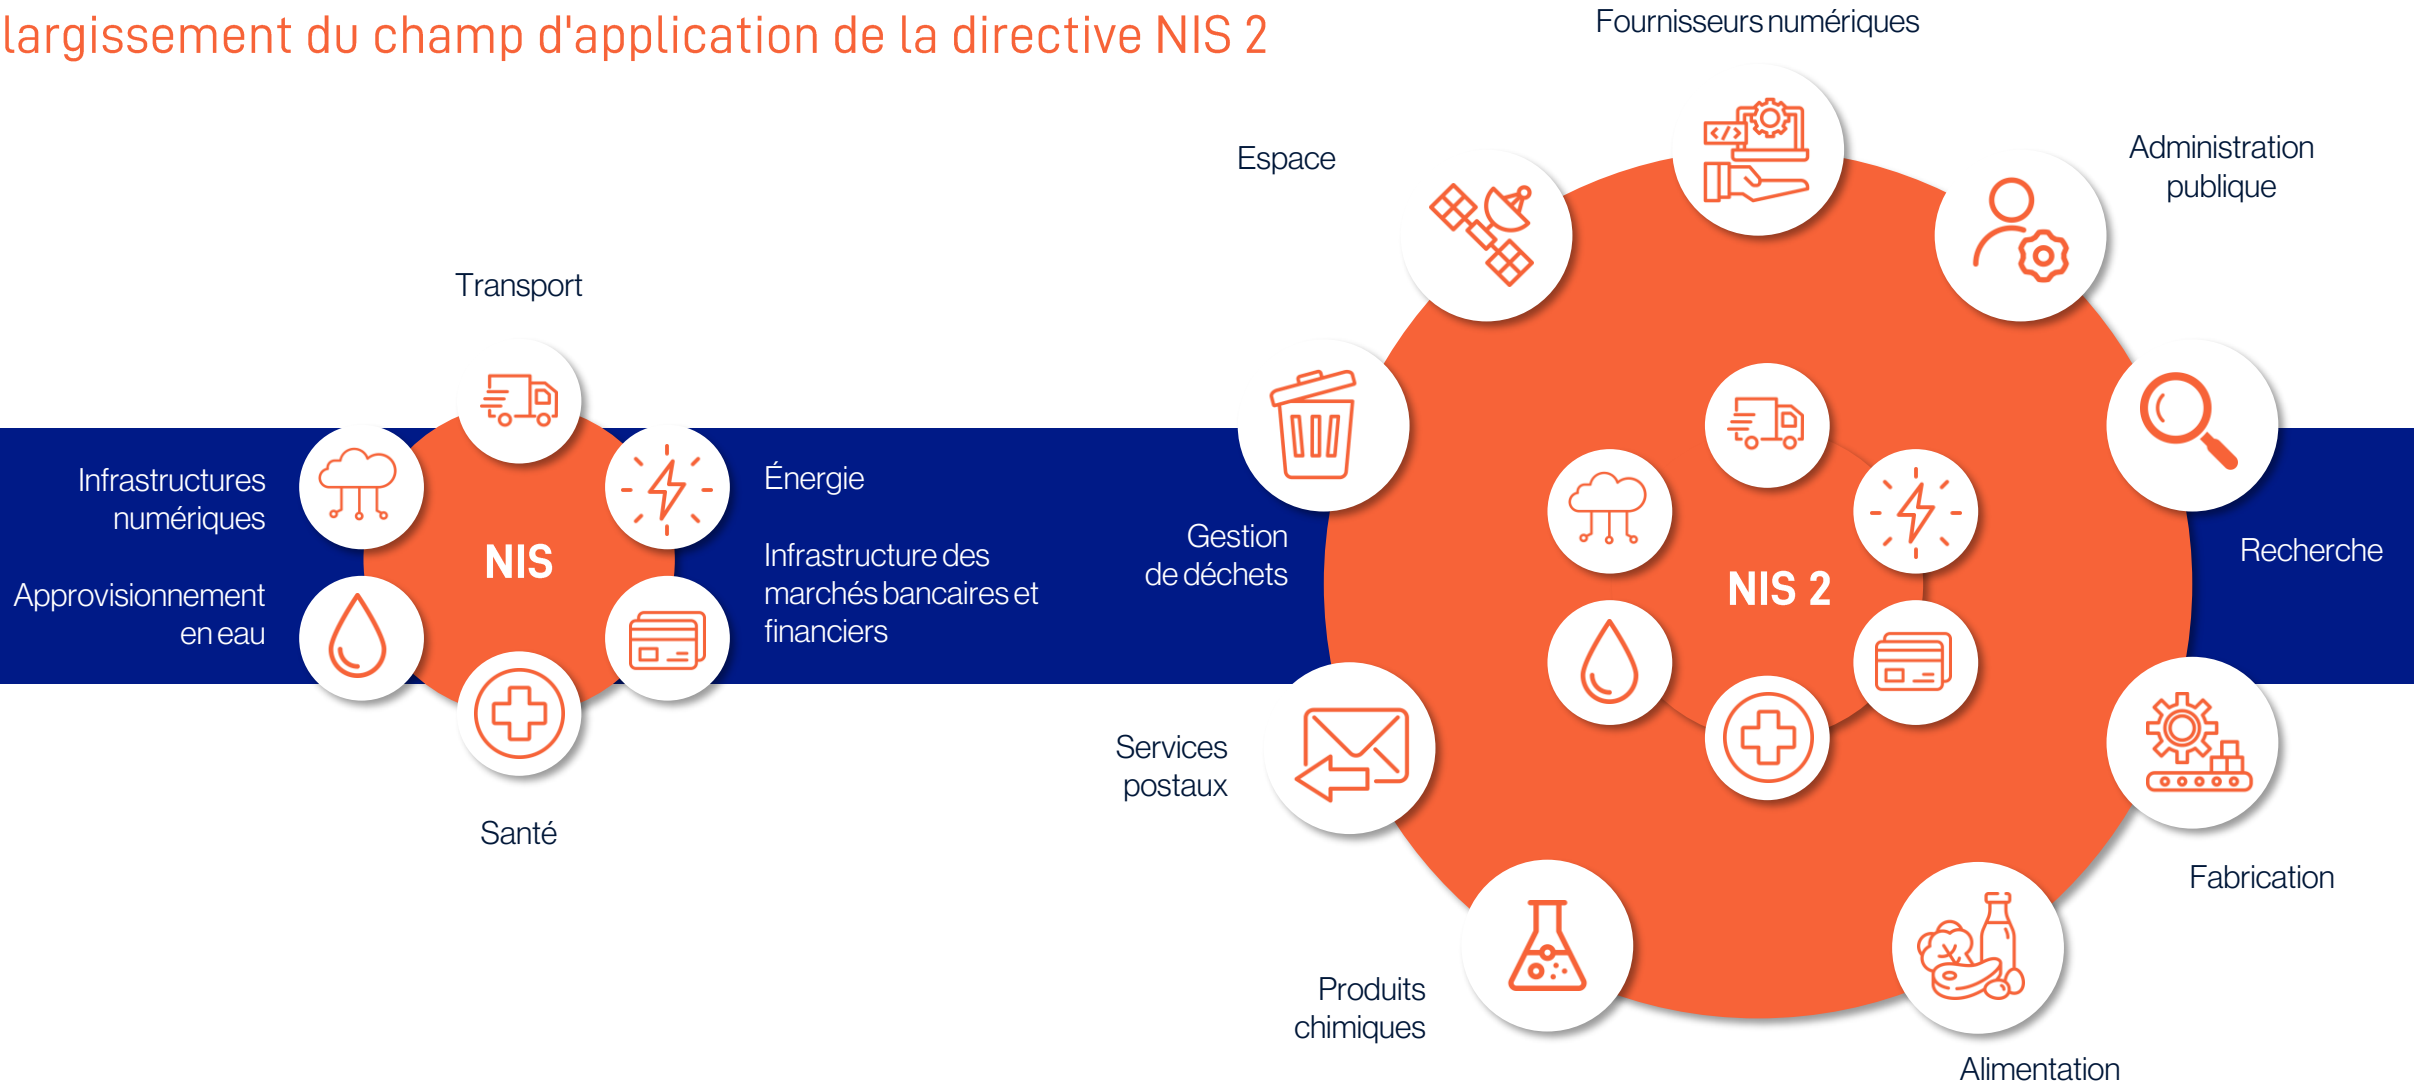 largissement du champ d'application de la directive NIS 2
Transport
Infrastructures
numériques
Approvisionnement
en eau
NIS
Énergie
Infrastructure des
marchés bancaires et
financiers
Santé
Fournisseurs numériques
Espace
Administration
publique
Gestion
de déchets
NIS 2
Recherche
Services
postaux
Fabrication
Produits
chimiques
Alimentation